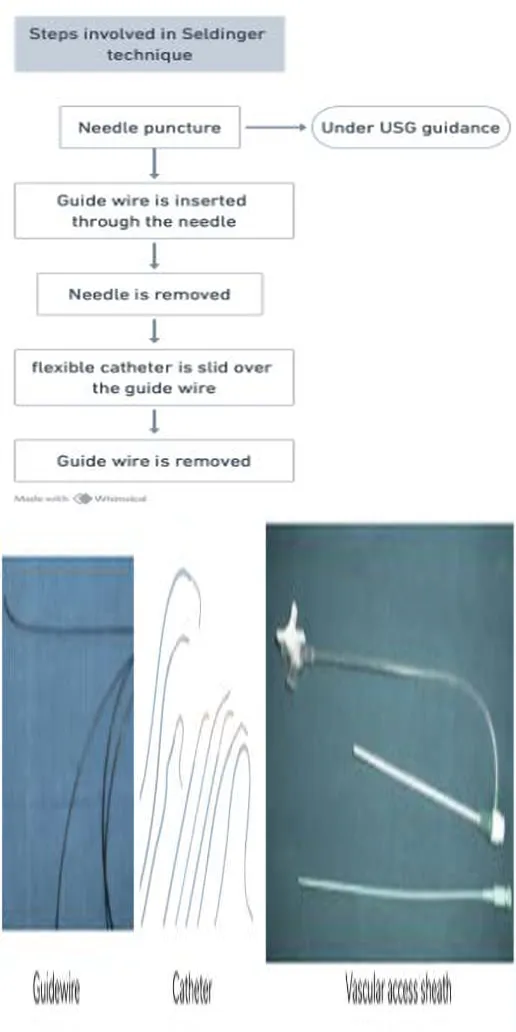 Steps involved in Seldinger
technique
Needle puncture
Under USG guidance
Guide wire is inserted
through the needle
Needle is removed
flexible catheter is slid over
the guide wire
Guide wire is removed
Made with Whimsical
Guidewire
Catheter
Vascular access sheath